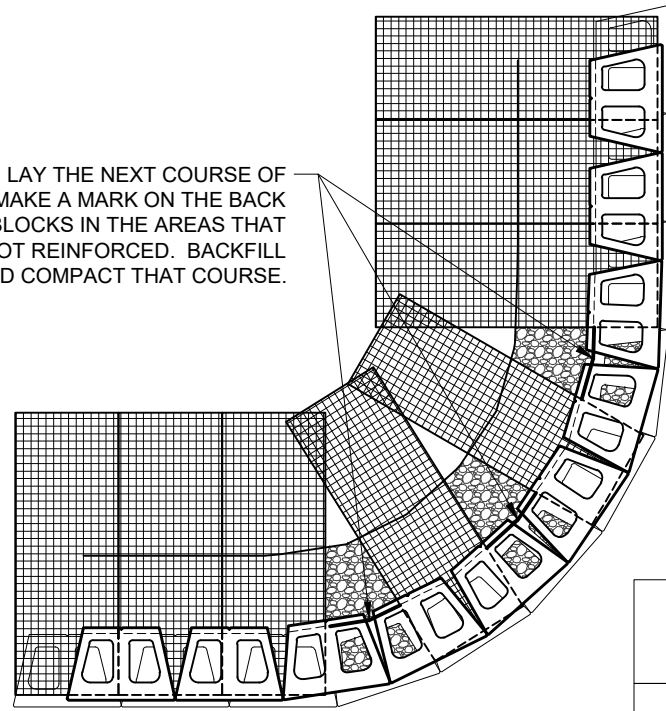 LAY THE NEXT COURSE OF
MAKE A MARK ON THE BACK
BLOCKS IN THE AREAS THAT
OT REINFORCED. BACKFILL
D COMPACT THAT COURSE.